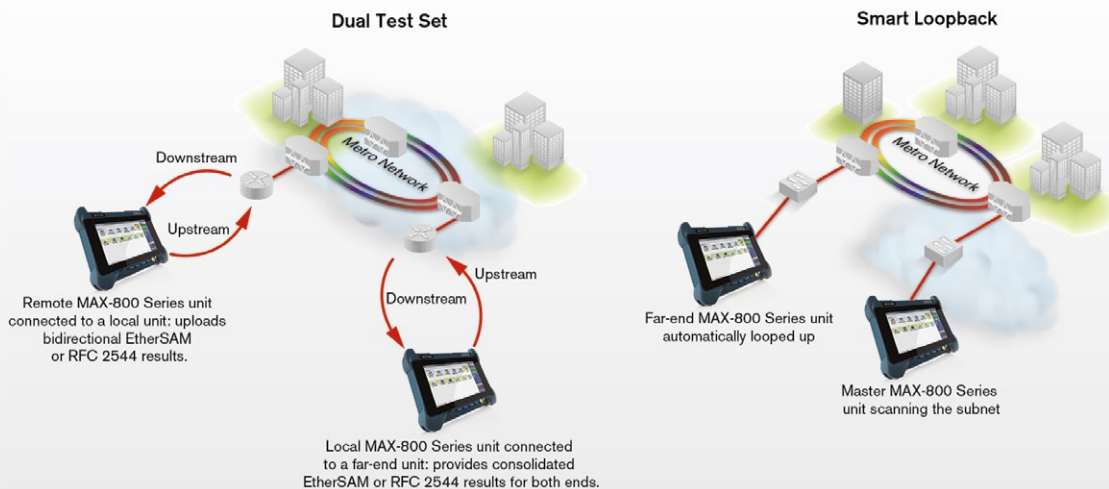 Dual Test Set
Metro Network
Downstream
Upstream
Remote MAX-800 Series unit
connected to a local unit: uploads
bidirectional EtherSAM
or RFC 2544 results.
Downstream
Upstream
Local MAX-800 Series unit connected
to a far-end unit: provides consolidated
EtherSAM or RFC 2544 results for both ends.
Smart Loopback
Metro Network
Far-end MAX-800 Series unit
automatically looped up
Master MAX-800 Series
unit scanning the subnet